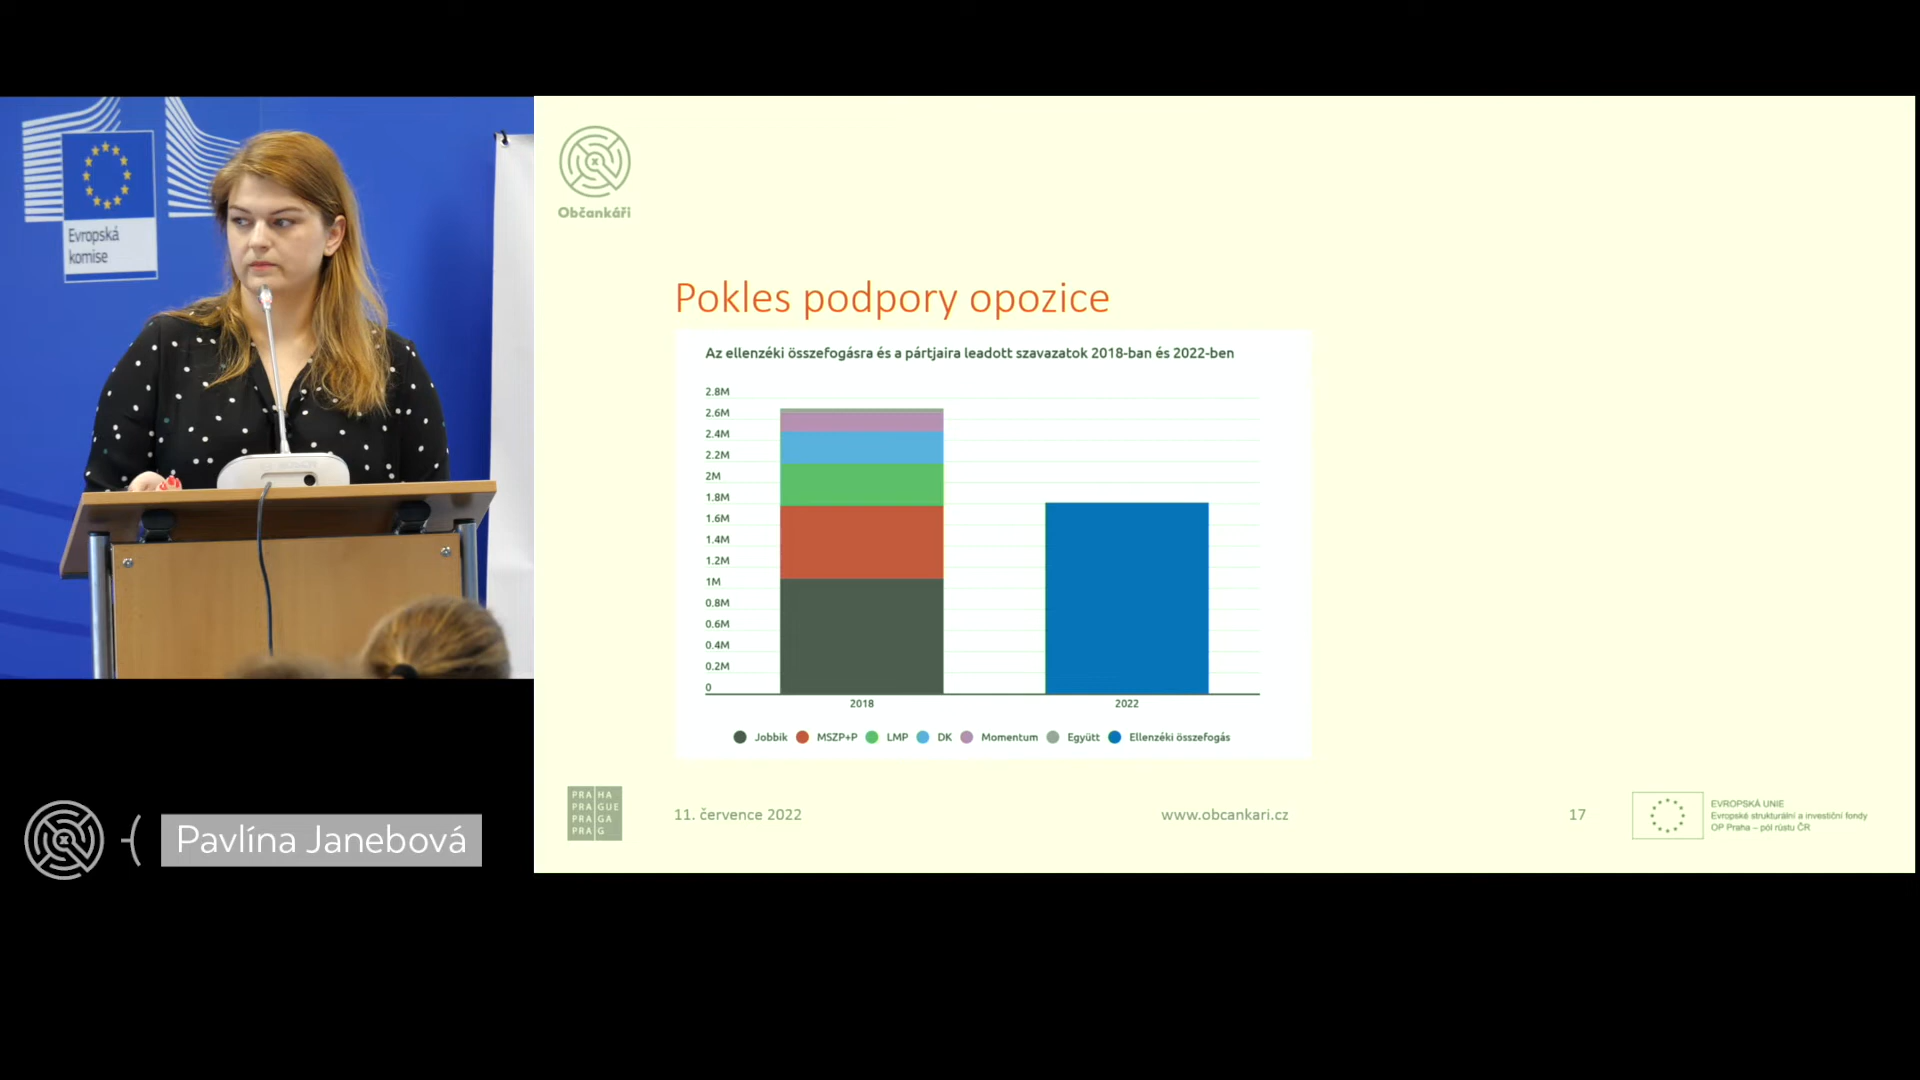 Evropská
komise
Občankáři
Pokles podpory opozice
Az ellenzéki összefogásra és a pártjaira leadott szavazatok 2018-ban és 2022-ben
2.8M
2.6M
2.4M
2.2M
2M
1.8M
1.6M
1.4M
1.2M
1M
0.8M
0.6M
0.4M
0.2M
0
2018 2022
Jobbik MSZP+P LMP DK Momentum Együtt Ellenzéki összefogás
PRA HA
PRA GUE
PRA GA
PRA G
11. července 2022 www.obcankari.cz 17
EVROPSKÁ UNIE
Evropské strukturální a investiční fondy
OP Praha – pól růstu ČR
Pavlína Janebová